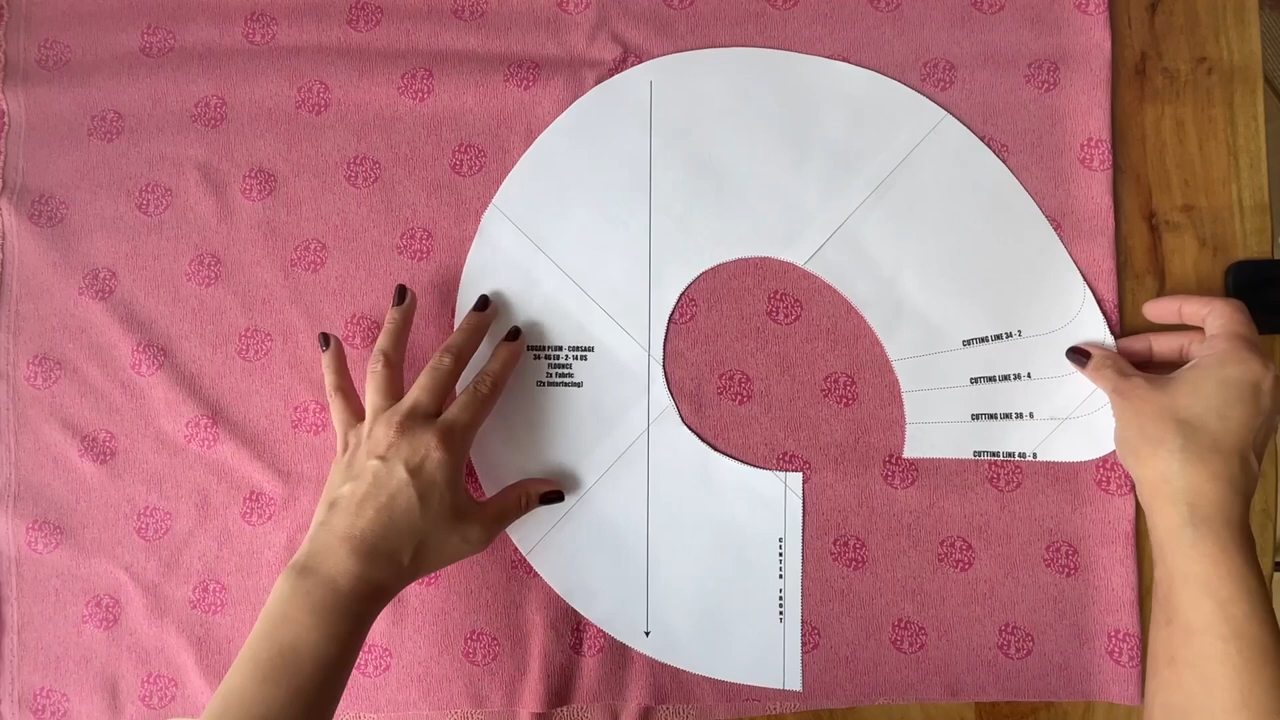 SUGAR PLUM - CORSAGE
34- 46 EU - 2- 14 US
FLOUNCE
2x Fabric
(2x Interfacing)
CUTTING LINE 34 - 2
CUTTING LINE 36 - 4
CUTTING LINE 38 - 6
CUTTING LINE 40 - 8
CENTER FRONT